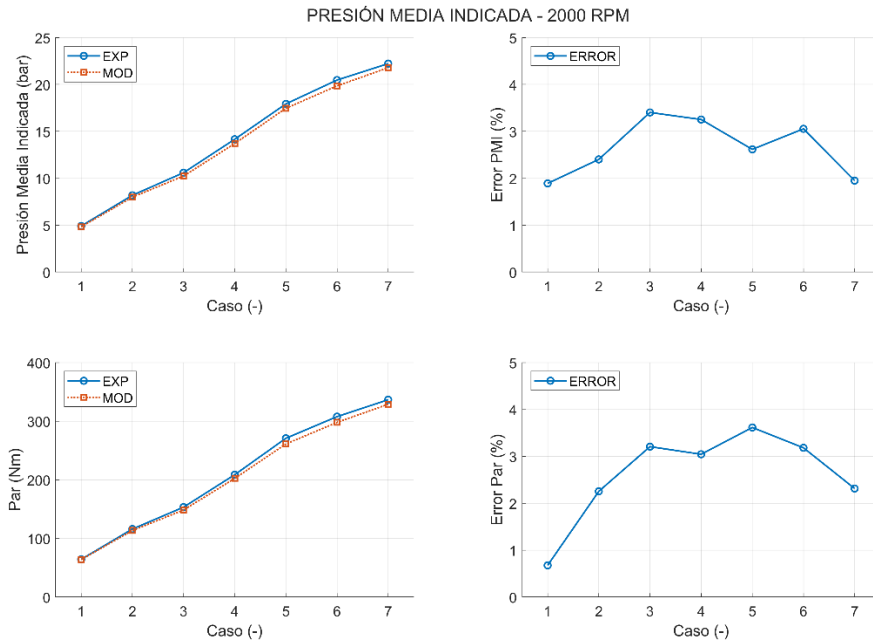 PRESIÓN MEDIA INDICADA - 2000 RPM
Presión Media Indicada (bar)
25
20
15
10
5
0
EXP
MOD
1 2 3 4 5 6 7
Caso (-)
Error PMI (%)
5
4
3
2
1
0
ERROR
1 2 3 4 5 6 7
Caso (-)
Par (Nm)
400
300
200
100
0
EXP
MOD
1 2 3 4 5 6 7
Caso (-)
Error Par (%)
5
4
3
2
1
0
ERROR
1 2 3 4 5 6 7
Caso (-)